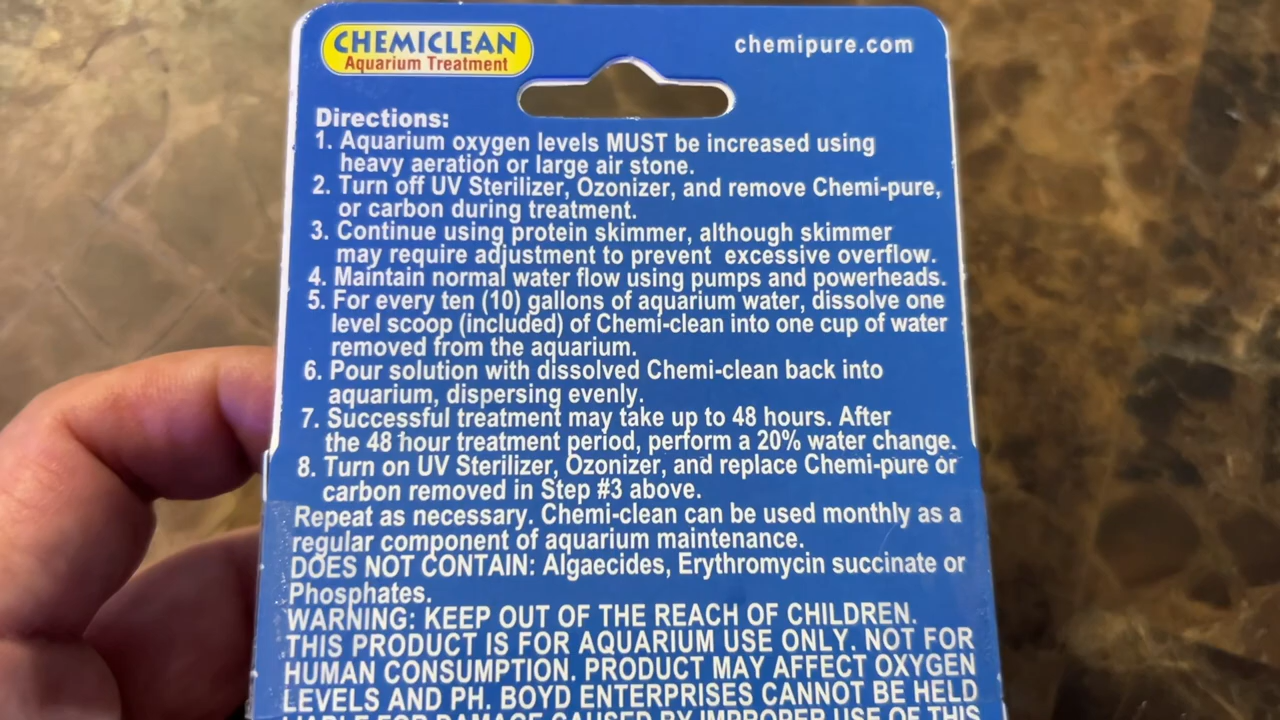 CHEMICLEAN
Aquarium Treatment
chemipure.com
Directions:
1. Aquarium oxygen levels MUST be increased using
heavy aeration or large air stone.
2. Turn off UV Sterilizer, Ozonizer, and remove Chemi-pure,
or carbon during treatment.
3. Continue using protein skimmer, although skimmer
may require adjustment to prevent excessive overflow.
4. Maintain normal water flow using pumps and powerheads.
5. For every ten (10) gallons of aquarium water, dissolve one
level scoop (included) of Chemi-clean into one cup of water
removed from the aquarium.
6. Pour solution with dissolved Chemi-clean back into
aquarium, dispersing evenly.
7. Successful treatment may take up to 48 hours. After
the 48 hour treatment period, perform a 20% water change.
8. Turn on UV Sterilizer, Ozonizer, and replace Chemi-pure or
carbon removed in Step #3 above.
Repeat as necessary. Chemi-clean can be used monthly as a
regular component of aquarium maintenance.
DOES NOT CONTAIN: Algaecides, Erythromycin succinate or
Phosphates.
WARNING: KEEP OUT OF THE REACH OF CHILDREN.
THIS PRODUCT IS FOR AQUARIUM USE ONLY. NOT FOR
HUMAN CONSUMPTION. PRODUCT MAY AFFECT OXYGEN
LEVELS AND PH. BOYD ENTERPRISES CANNOT BE HELD
LIABLE FOR DAMAGE CAUSED BY IMPROPER USE OF THIS